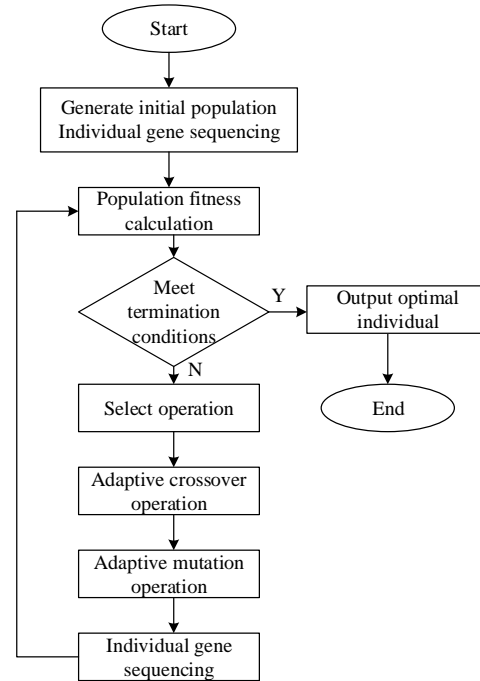 Start
Generate initial population
Individual gene sequencing
Population fitness
calculation
Meet
termination
conditions
Y
Output optimal
individual
N
End
Select operation
Adaptive crossover
operation
Adaptive mutation
operation
Individual gene
sequencing